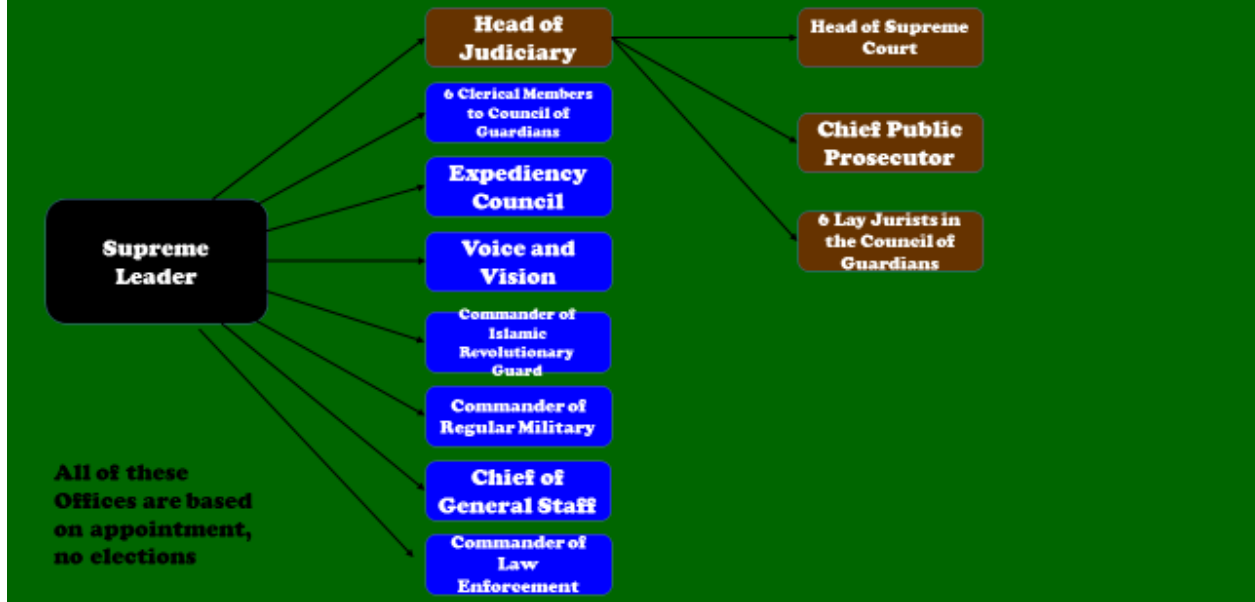 Head of
Judiciary
Head of Supreme
Court
6 Clerical Members
to Council of
Guardians
Chief Public
Prosecutor
Expediency
Council
Supreme
Leader
6 Lay Jurists in
the Council of
Guardians
Voice and
Vision
Commander of
Islamic
Revolutionary
Guard
Commander of
Regular Military
All of these
Offices are based
on appointment,
no elections
Chief of
General Staff
Commander of
Law
Enforcement